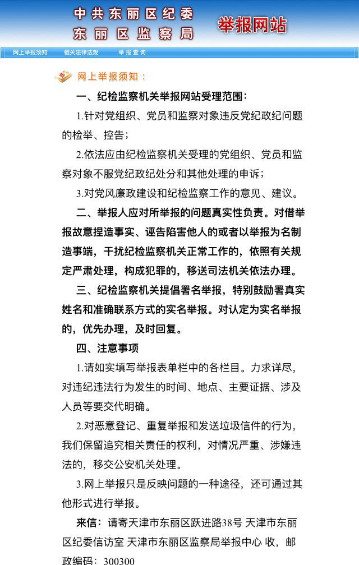 中共东丽区纪委
东丽区监察局
举报网站
网上举报须知 相关法律法规 举报查询
网上举报须知：
一、纪检监察机关举报网站受理范围：
1.针对党组织、党员和监察对象违反党纪政纪问题
的检举、控告；
2.依法应由纪检监察机关受理的党组织、党员和监
察对象不服党纪政纪处分和其他处理的申诉；
3.对党风廉政建设和纪检监察工作的意见、建议。
二、举报人应对所举报的问题真实性负责。对借举
报故意捏造事实、诬告陷害他人的或者以举报为名制
造事端，干扰纪检监察机关正常工作的，依照有关规
定严肃处理，构成犯罪的，移送司法机关依法办理。
三、纪检监察机关提倡署名举报，特别鼓励署真实
姓名和准确联系方式的实名举报。对认定为实名举报
的，优先办理，及时回复。
四、注意事项
1.请如实填写举报表单栏中的各栏目。力求详尽，
对违纪违法行为发生的时间、地点、主要证据、涉及
人员等要交代明确。
2.对恶意登记、重复举报和发送垃圾信件的行为，
我们保留追究相关责任的权利，对情况严重、涉嫌违
法的，移交公安机关处理。
3.网上举报只是反映问题的一种途径，还可通过其
他形式进行举报。
来信：请寄天津市东丽区跃进路38号 天津市东丽
区纪委信访室 天津市东丽区监察局举报中心 收，邮
政编码：300300